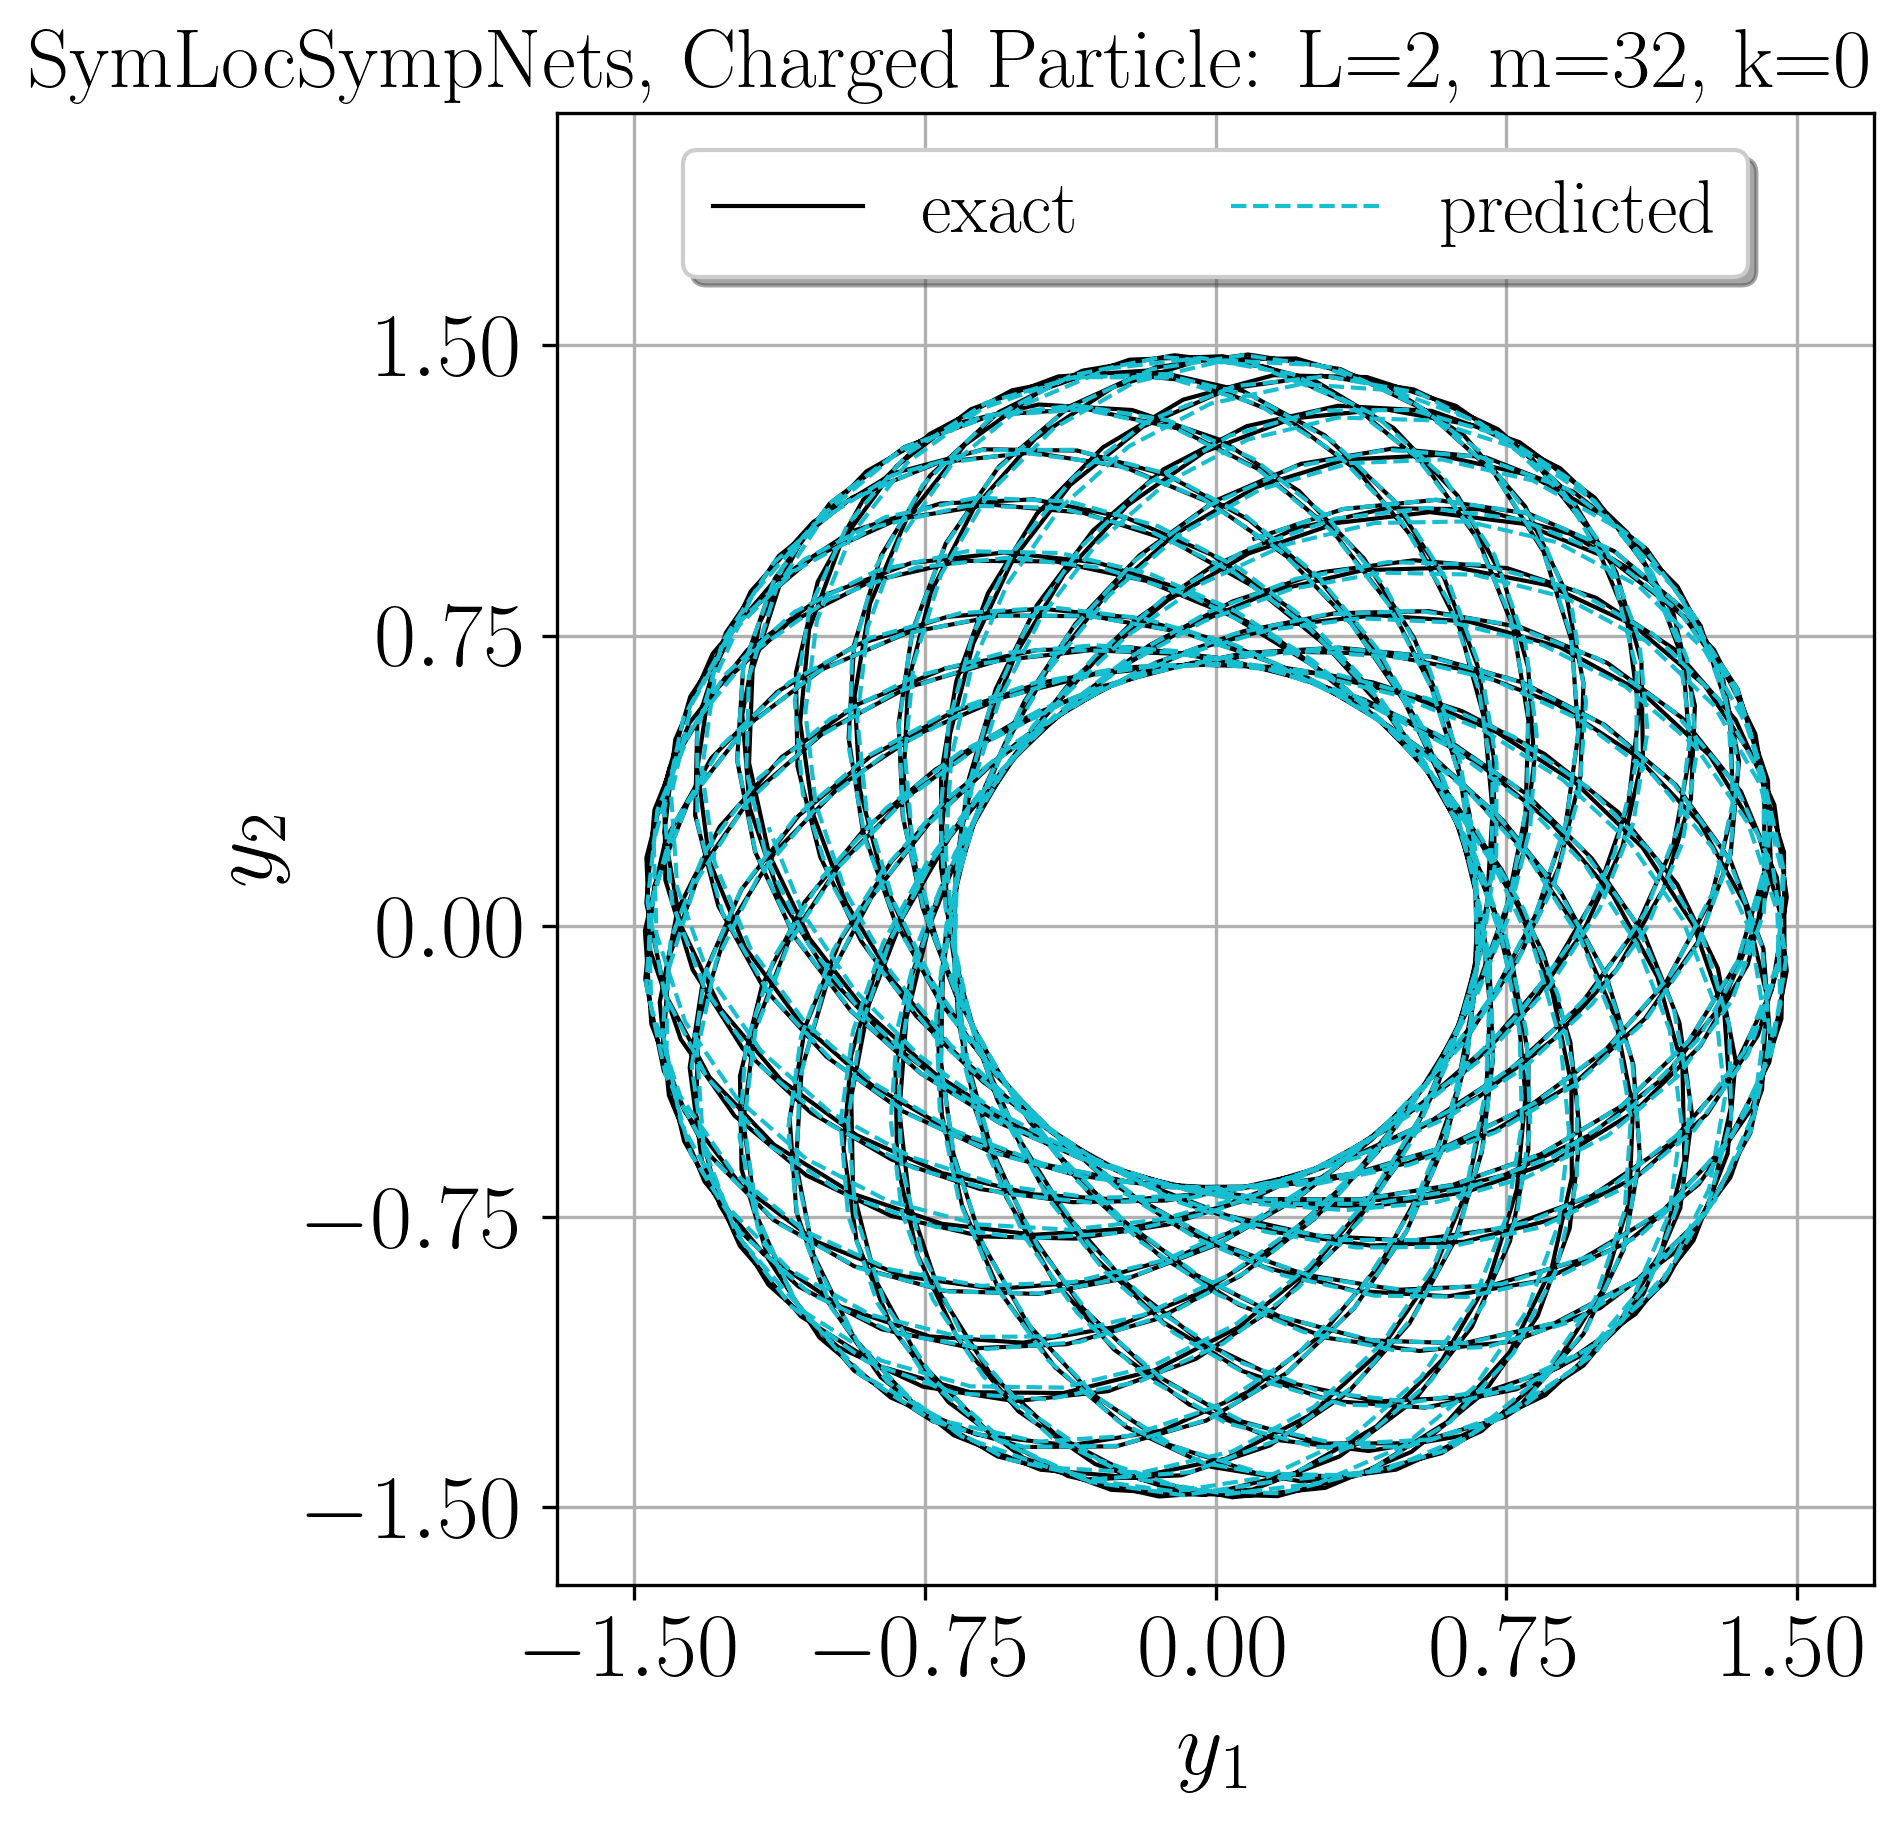 SymLocSympNets, Charged Particle: L=2, m=32, k=0
exact
predicted
1.50
0.75
0.00
−0.75
−1.50
y₂
−1.50
−0.75
0.00
0.75
1.50
y₁